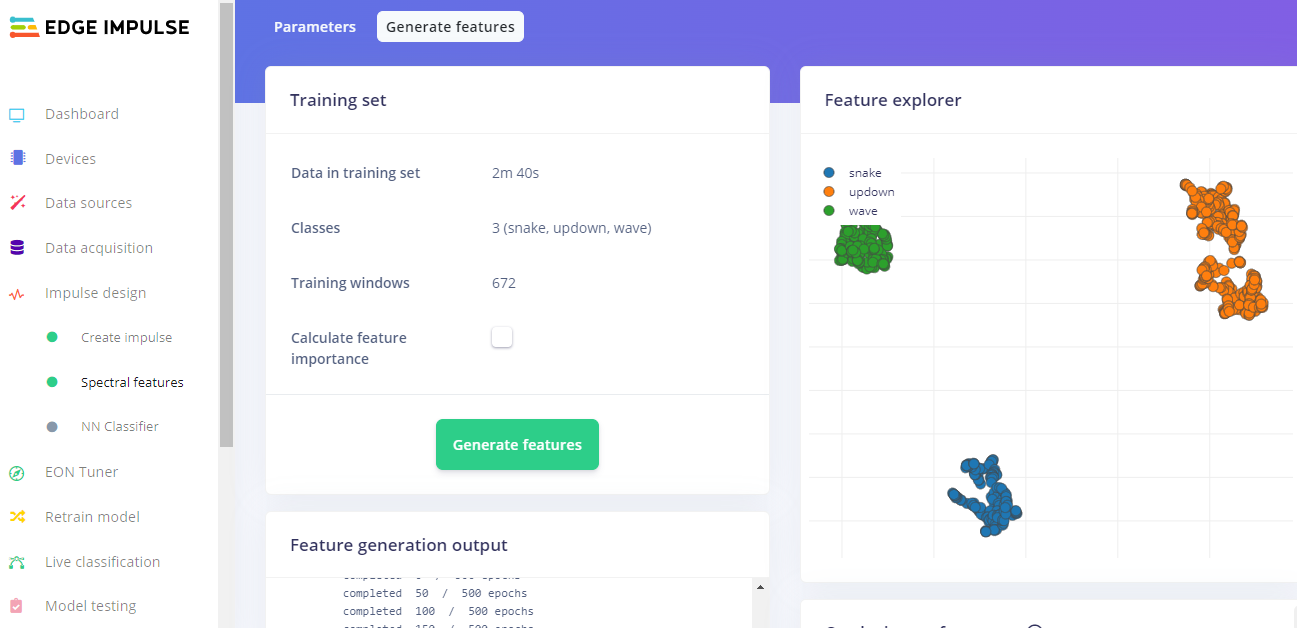 EDGE IMPULSE
Dashboard
Devices
Data sources
Data acquisition
Impulse design
Create impulse
Spectral features
NN Classifier
EON Tuner
Retrain model
Live classification
Model testing
Parameters
Generate features
Training set
Data in training set 2m 40s
Classes 3 (snake, updown, wave)
Training windows 672
Calculate feature
importance
Generate features
Feature generation output
completed 50 / 500 epochs
completed 100 / 500 epochs
Feature explorer
snake
updown
wave